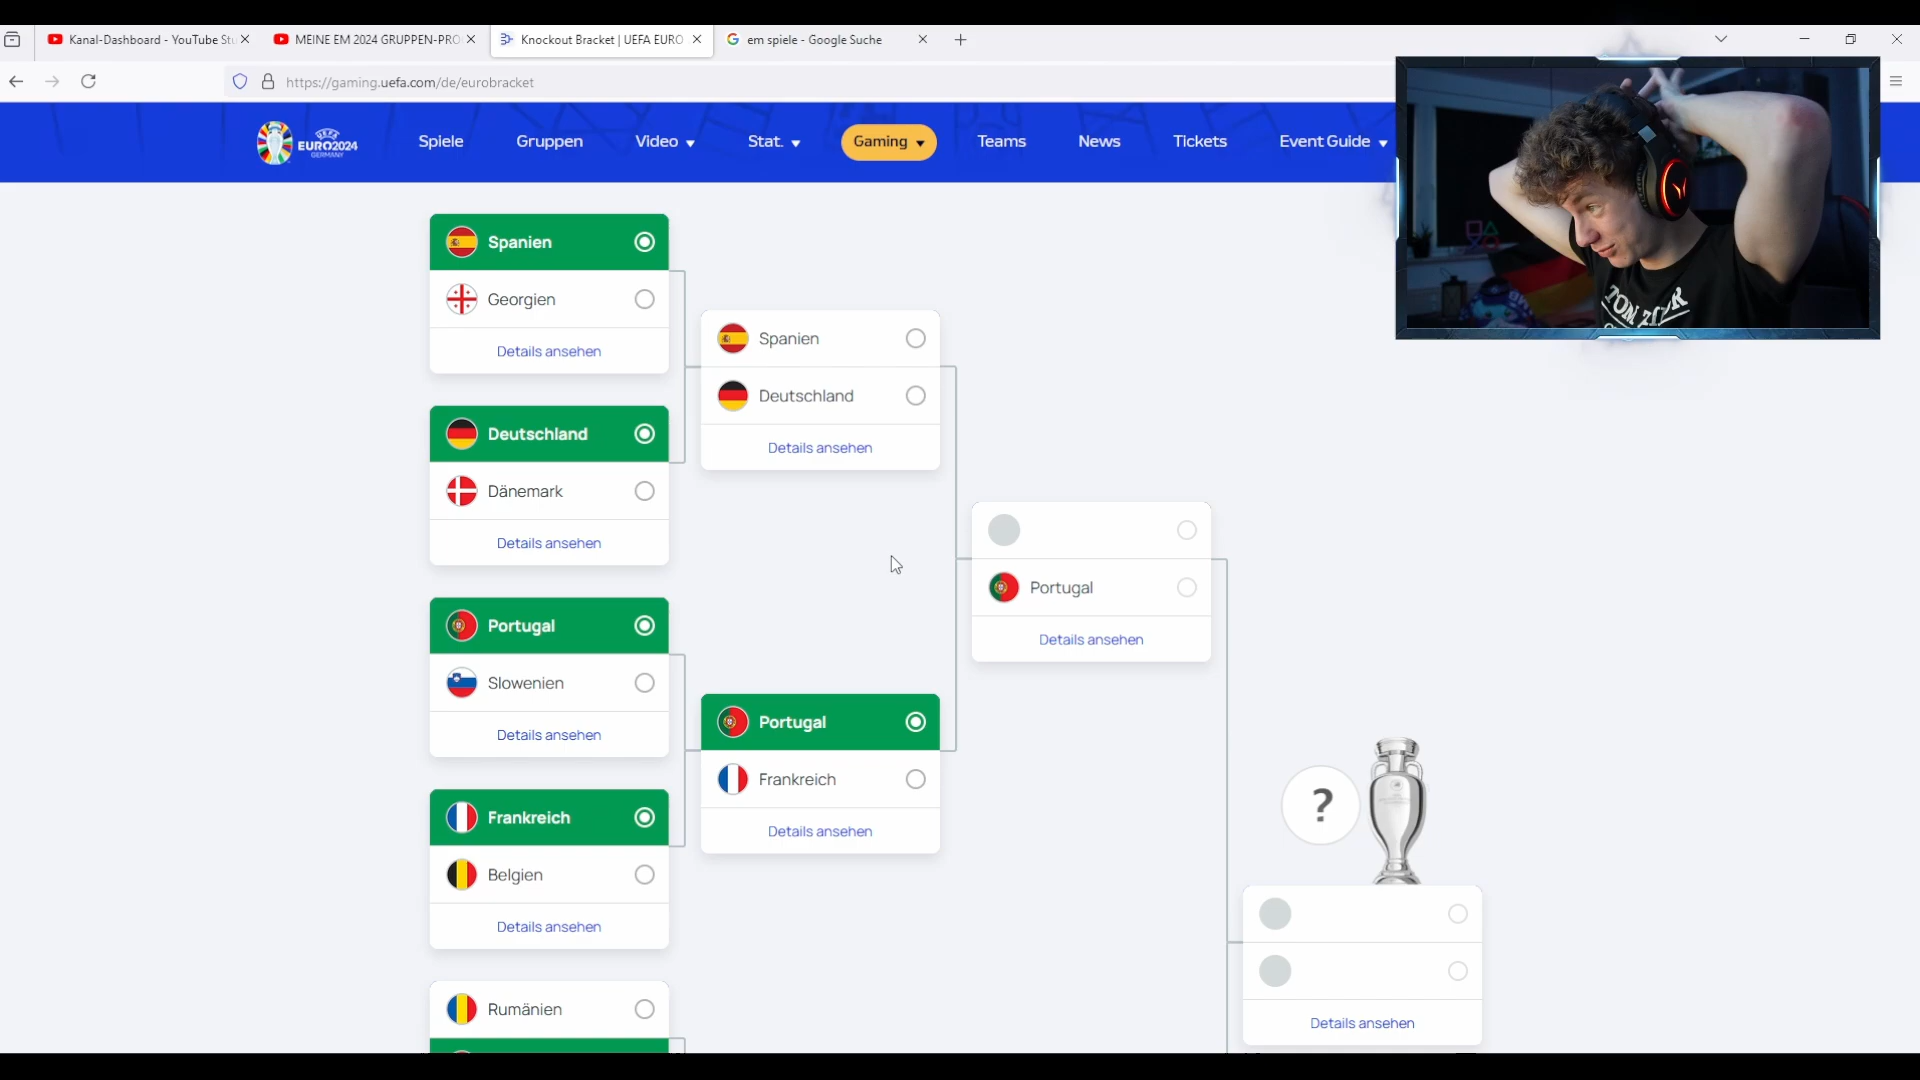 Kanal-Dashboard - YouTube Stu
MEINE EM 2024 GRUPPEN-PRO
Knockout Bracket | UEFA EURO
em spiele - Google Suche
https://gaming.uefa.com/de/eurobracket
UEFA
EURO2024
GERMANY
Spiele
Gruppen
Video
Stat.
Gaming
Teams
News
Tickets
Event Guide
Spanien
Georgien
Details ansehen
Deutschland
Dänemark
Details ansehen
Portugal
Slowenien
Details ansehen
Frankreich
Belgien
Details ansehen
Rumänien
Spanien
Deutschland
Details ansehen
Portugal
Frankreich
Details ansehen
Portugal
Details ansehen
?
Details ansehen